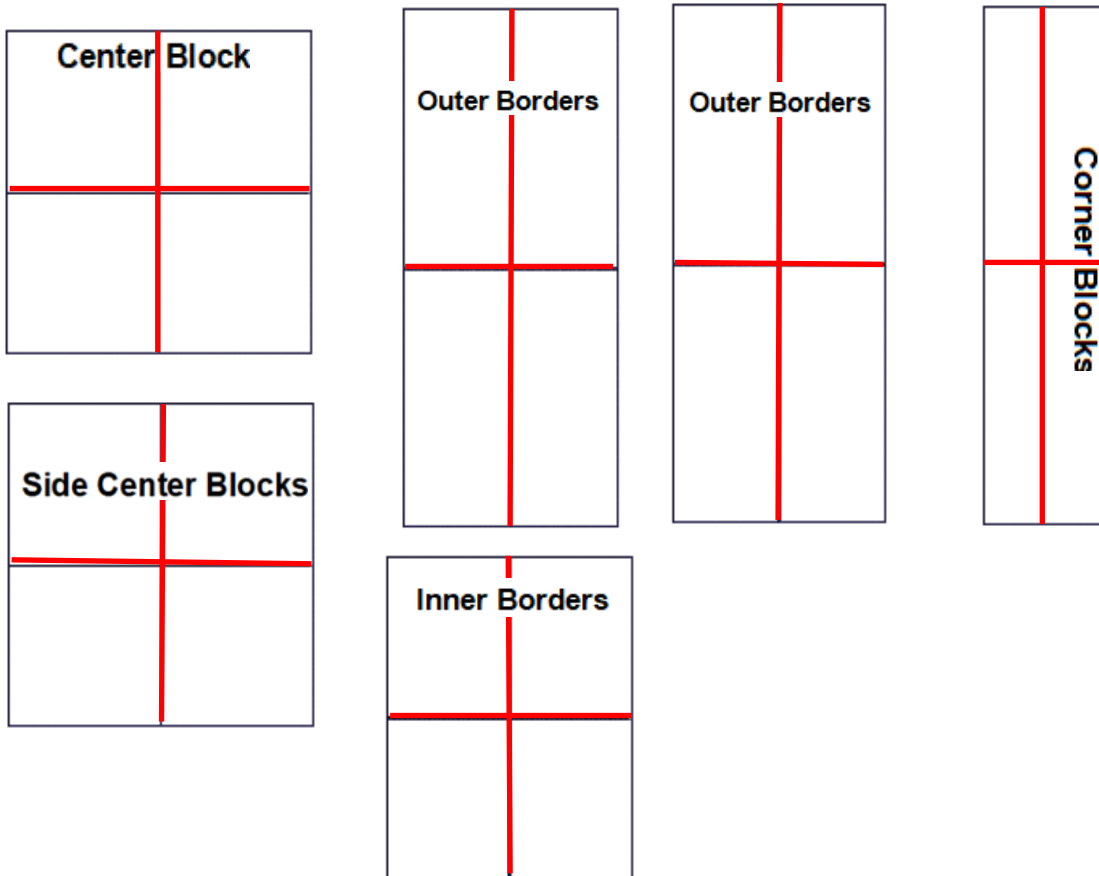 Center Block
Outer Borders
Outer Borders
Corner Blocks
Side Center Blocks
Inner Borders